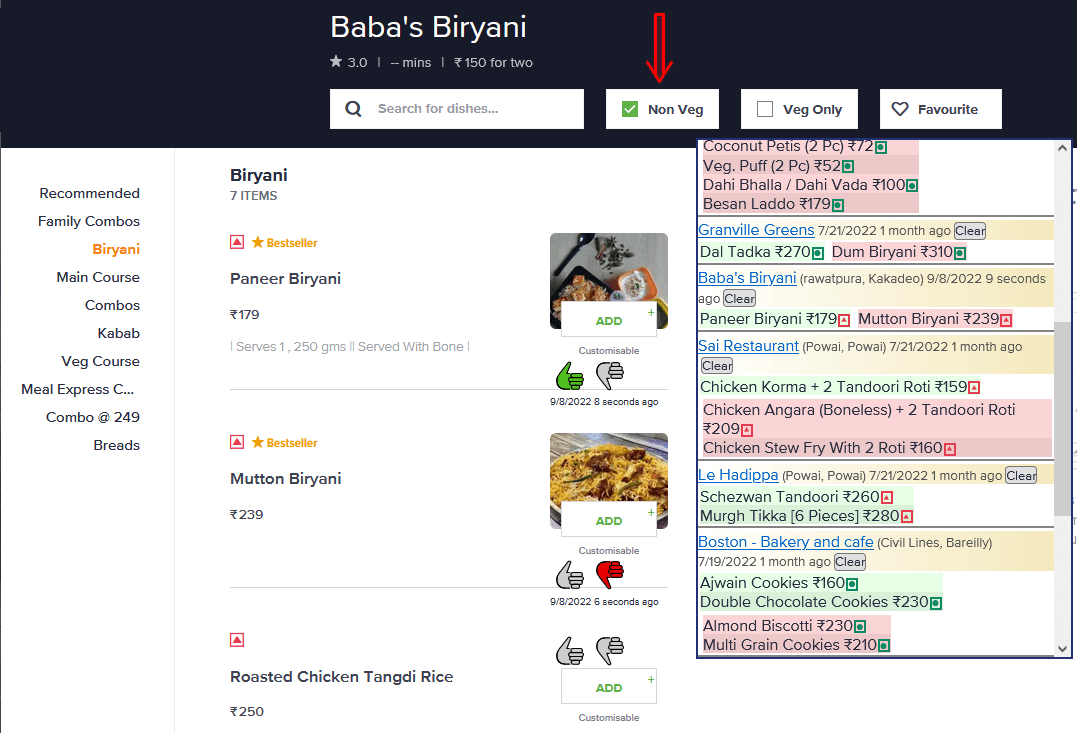 Baba's Biryani
★ 3.0 | -- mins | ₹ 150 for two
Search for dishes...
Non Veg
Veg Only
Favourite
Recommended
Family Combos
Biryani
Main Course
Combos
Kabab
Veg Course
Meal Express C...
Combo @ 249
Breads
Biryani
7 ITEMS
★ Bestseller
Paneer Biryani
₹179
| Serves 1 , 250 gms || Served With Bone |
ADD +
Customisable
9/8/2022 8 seconds ago
★ Bestseller
Mutton Biryani
₹239
ADD +
Customisable
9/8/2022 6 seconds ago
Roasted Chicken Tangdi Rice
₹250
ADD +
Customisable
Coconut Petis (2 Pc) ₹72
Veg. Puff (2 Pc) ₹52
Dahi Bhalla / Dahi Vada ₹100
Besan Laddo ₹179
Granville Greens 7/21/2022 1 month ago Clear
Dal Tadka ₹270 Dum Biryani ₹310
Baba's Biryani (rawatpura, Kakadeo) 9/8/2022 9 seconds
ago Clear
Paneer Biryani ₹179 Mutton Biryani ₹239
Sai Restaurant (Powai, Powai) 7/21/2022 1 month ago
Clear
Chicken Korma + 2 Tandoori Roti ₹159
Chicken Angara (Boneless) + 2 Tandoori Roti
₹209
Chicken Stew Fry With 2 Roti ₹160
Le Hadippa (Powai, Powai) 7/21/2022 1 month ago Clear
Schezwan Tandoori ₹260
Murgh Tikka [6 Pieces] ₹280
Boston - Bakery and cafe (Civil Lines, Bareilly)
7/19/2022 1 month ago Clear
Ajwain Cookies ₹160
Double Chocolate Cookies ₹230
Almond Biscotti ₹230
Multi Grain Cookies ₹210